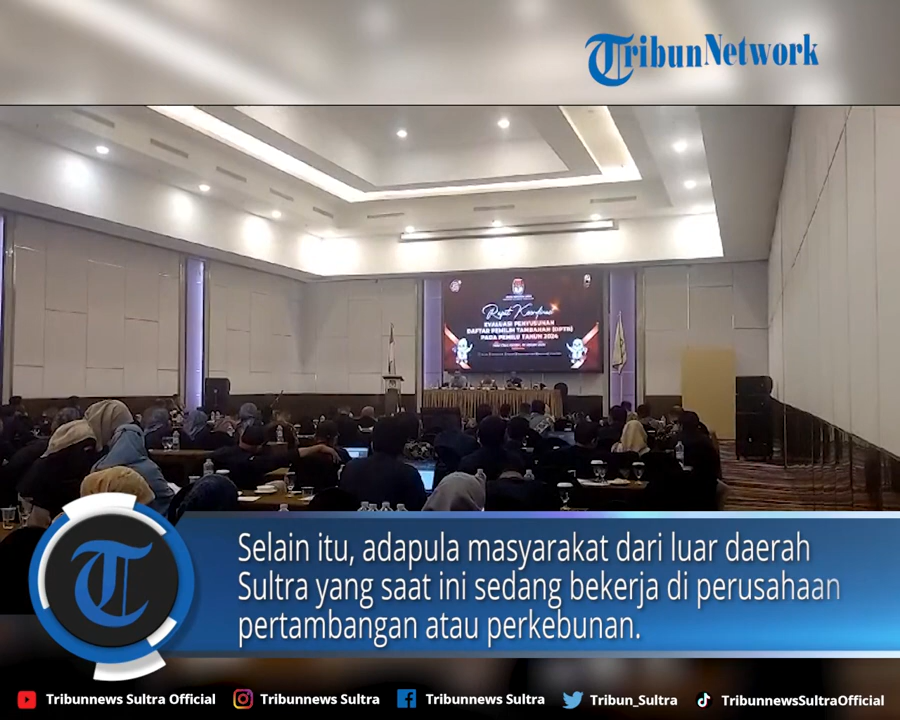 TribunNetwork
Rapat Koordinasi
EVALUASI PENYUSUNAN
DAFTAR PEMILIH TAMBAHAN (DPTB)
PADA PEMILU TAHUN 2024
Selain itu, adapula masyarakat dari luar daerah
Sultra yang saat ini sedang bekerja di perusahaan
pertambangan atau perkebunan.
Tribunnews Sultra Official Tribunnews Sultra Tribunnews Sultra Tribun_Sultra TribunnewsSultraOfficial